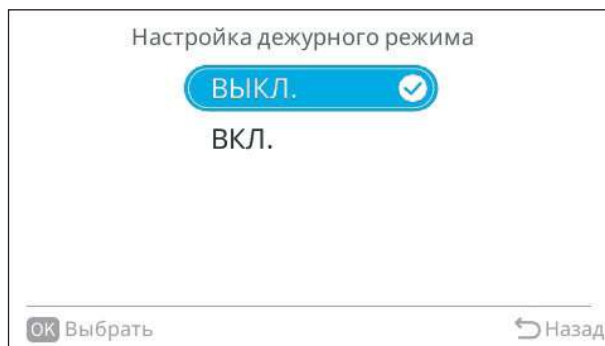 Настройка дежурного режима
ВЫКЛ.
ВКЛ.
OK Выбрать
Назад